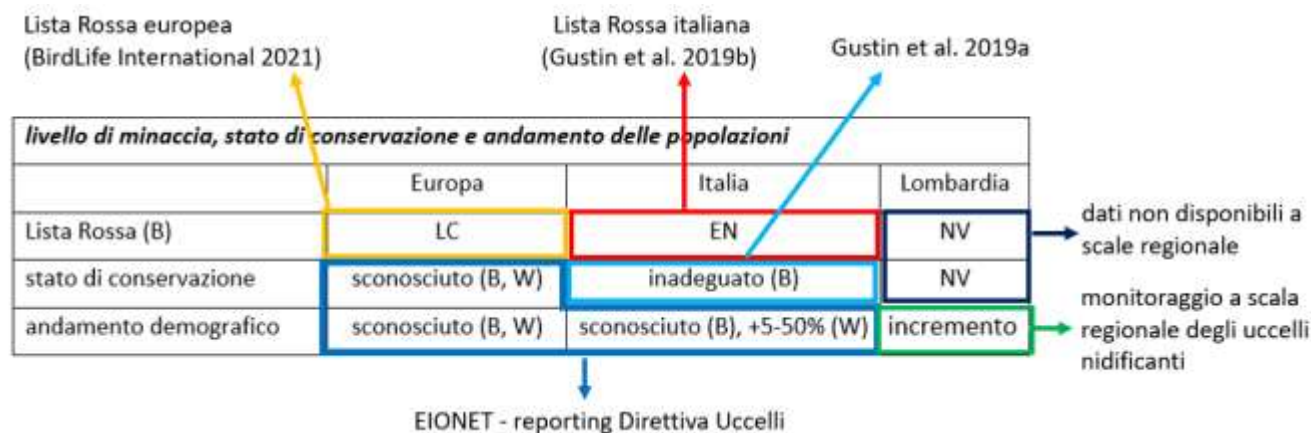 Lista Rossa europea
(BirdLife International 2021)
Lista Rossa italiana
(Gustin et al. 2019b)
Gustin et al. 2019a
livello di minaccia, stato di conservazione e andamento delle popolazioni
Europa Italia Lombardia
Lista Rossa (B) LC EN NV
stato di conservazione sconosciuto (B, W) inadeguato (B) NV
andamento demografico sconosciuto (B, W) sconosciuto (B), +5-50% (W) incremento
dati non disponibili a
scale regionale
monitoraggio a scala
regionale degli uccelli
nidificanti
EIONET - reporting Direttiva Uccelli